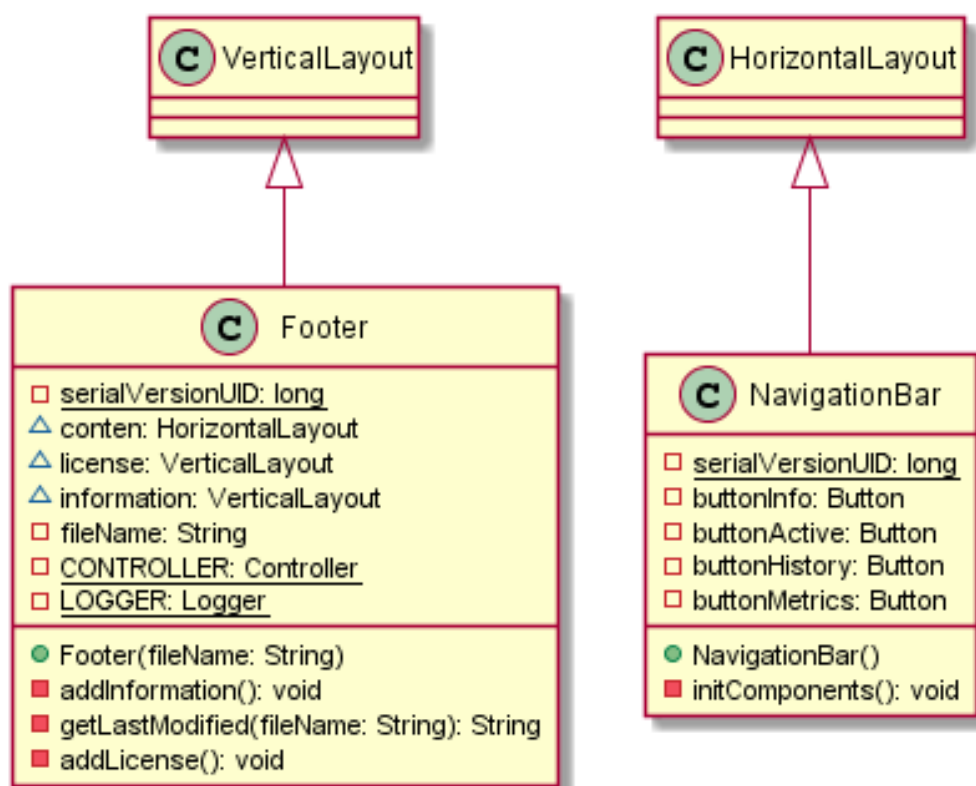 C VerticalLayout
C HorizontalLayout
C Footer
serialVersionUID: long
conten: HorizontalLayout
license: VerticalLayout
information: VerticalLayout
fileName: String
CONTROLLER: Controller
LOGGER: Logger
Footer(fileName: String)
addInformation(): void
getLastModified(fileName: String): String
addLicense(): void
C NavigationBar
serialVersionUID: long
buttonInfo: Button
buttonActive: Button
buttonHistory: Button
buttonMetrics: Button
NavigationBar()
initComponents(): void